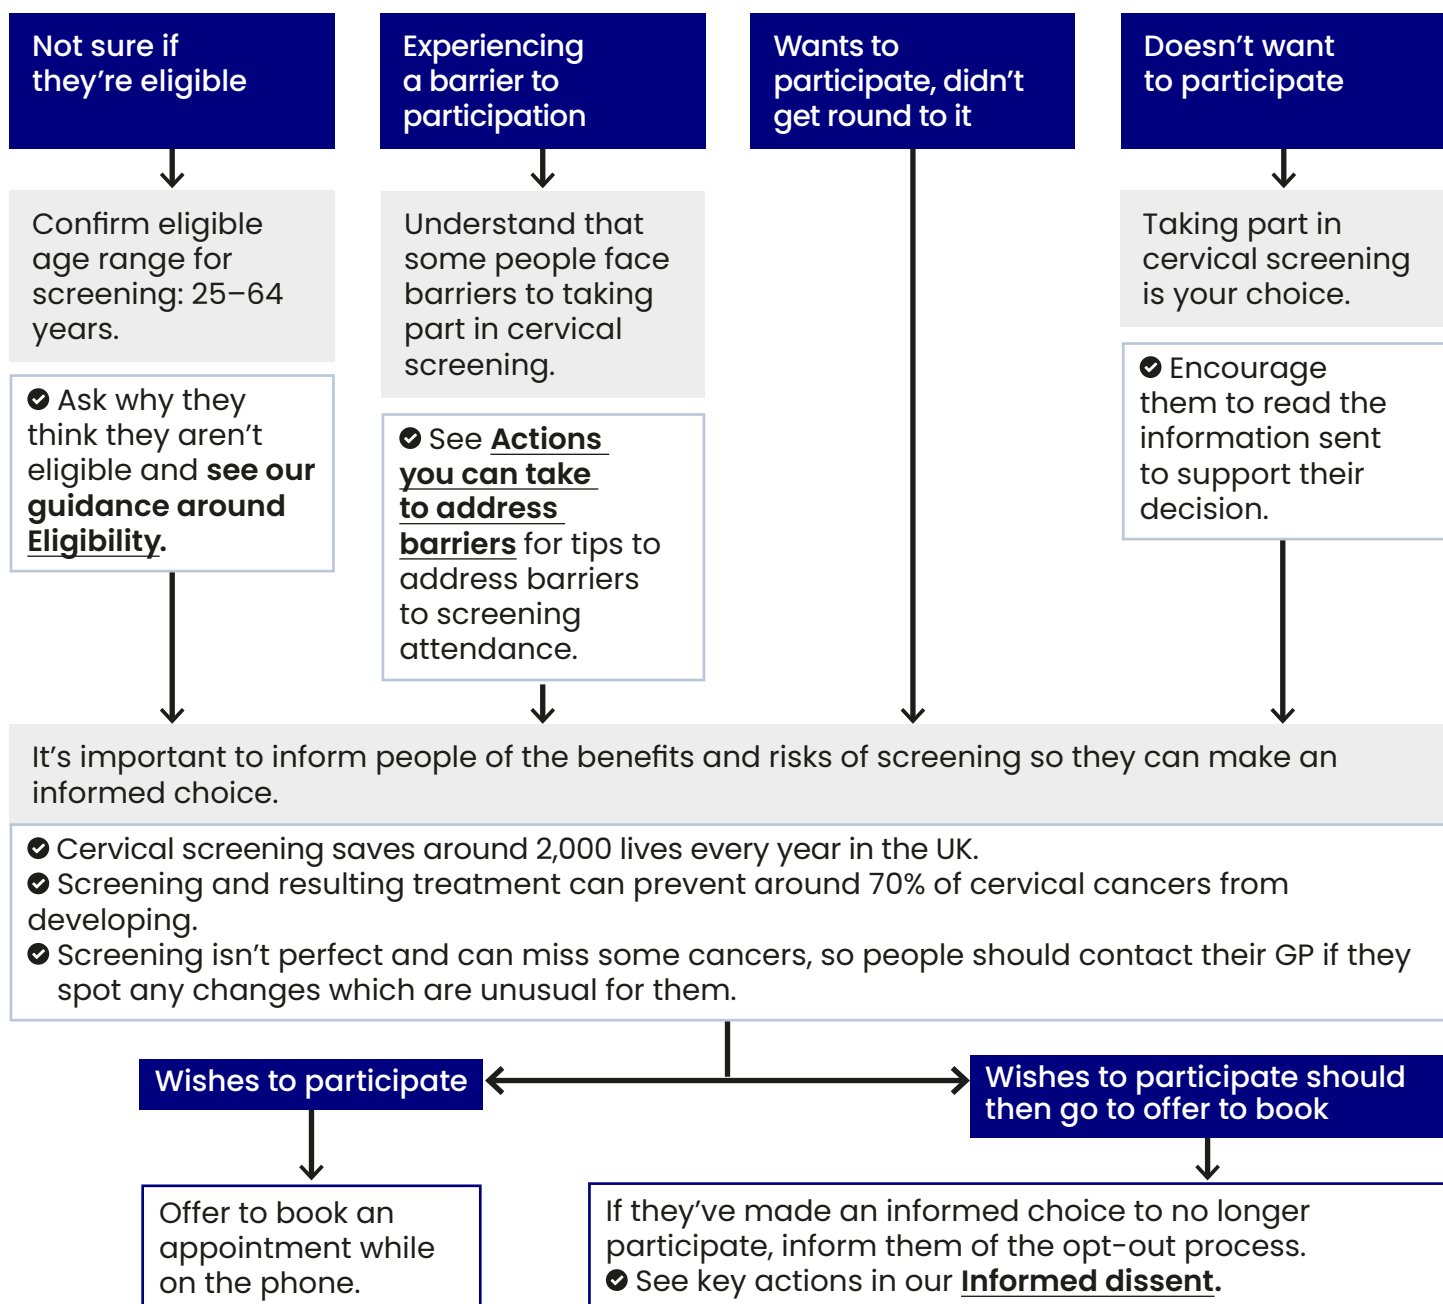 Not sure if
they’re eligible
Confirm eligible
age range for
screening: 25–64
years.
Ask why they
think they aren’t
eligible and see our
guidance around
Eligibility.
Experiencing
a barrier to
participation
Understand that
some people face
barriers to taking
part in cervical
screening.
See Actions
you can take
to address
barriers for tips to
address barriers
to screening
attendance.
Wants to
participate, didn’t
get round to it
Doesn’t want
to participate
Taking part in
cervical screening
is your choice.
Encourage
them to read the
information sent
to support their
decision.
It’s important to inform people of the benefits and risks of screening so they can make an
informed choice.
Cervical screening saves around 2,000 lives every year in the UK.
Screening and resulting treatment can prevent around 70% of cervical cancers from
developing.
Screening isn’t perfect and can miss some cancers, so people should contact their GP if they
spot any changes which are unusual for them.
Wishes to participate
Offer to book an
appointment while
on the phone.
Wishes to participate should
then go to offer to book
If they’ve made an informed choice to no longer
participate, inform them of the opt-out process.
See key actions in our Informed dissent.